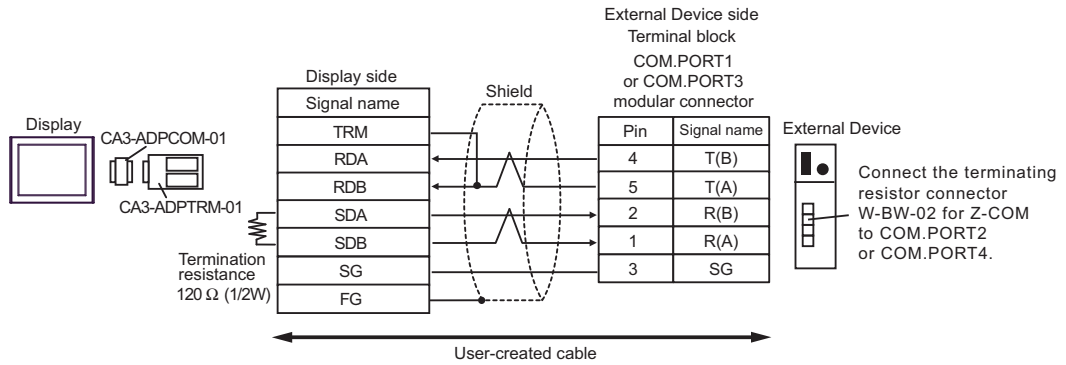 External Device side
Terminal block
COM.PORT1
or COM.PORT3
modular connector
Display side
Signal name
Shield
TRM
RDA
RDB
SDA
SDB
SG
FG
Pin
Signal name
4
T(B)
5
T(A)
2
R(B)
1
R(A)
3
SG
Display
CA3-ADPCOM-01
CA3-ADPTRM-01
Termination
resistance
120 Ω (1/2W)
External Device
Connect the terminating
resistor connector
W-BW-02 for Z-COM
to COM.PORT2
or COM.PORT4.
User-created cable